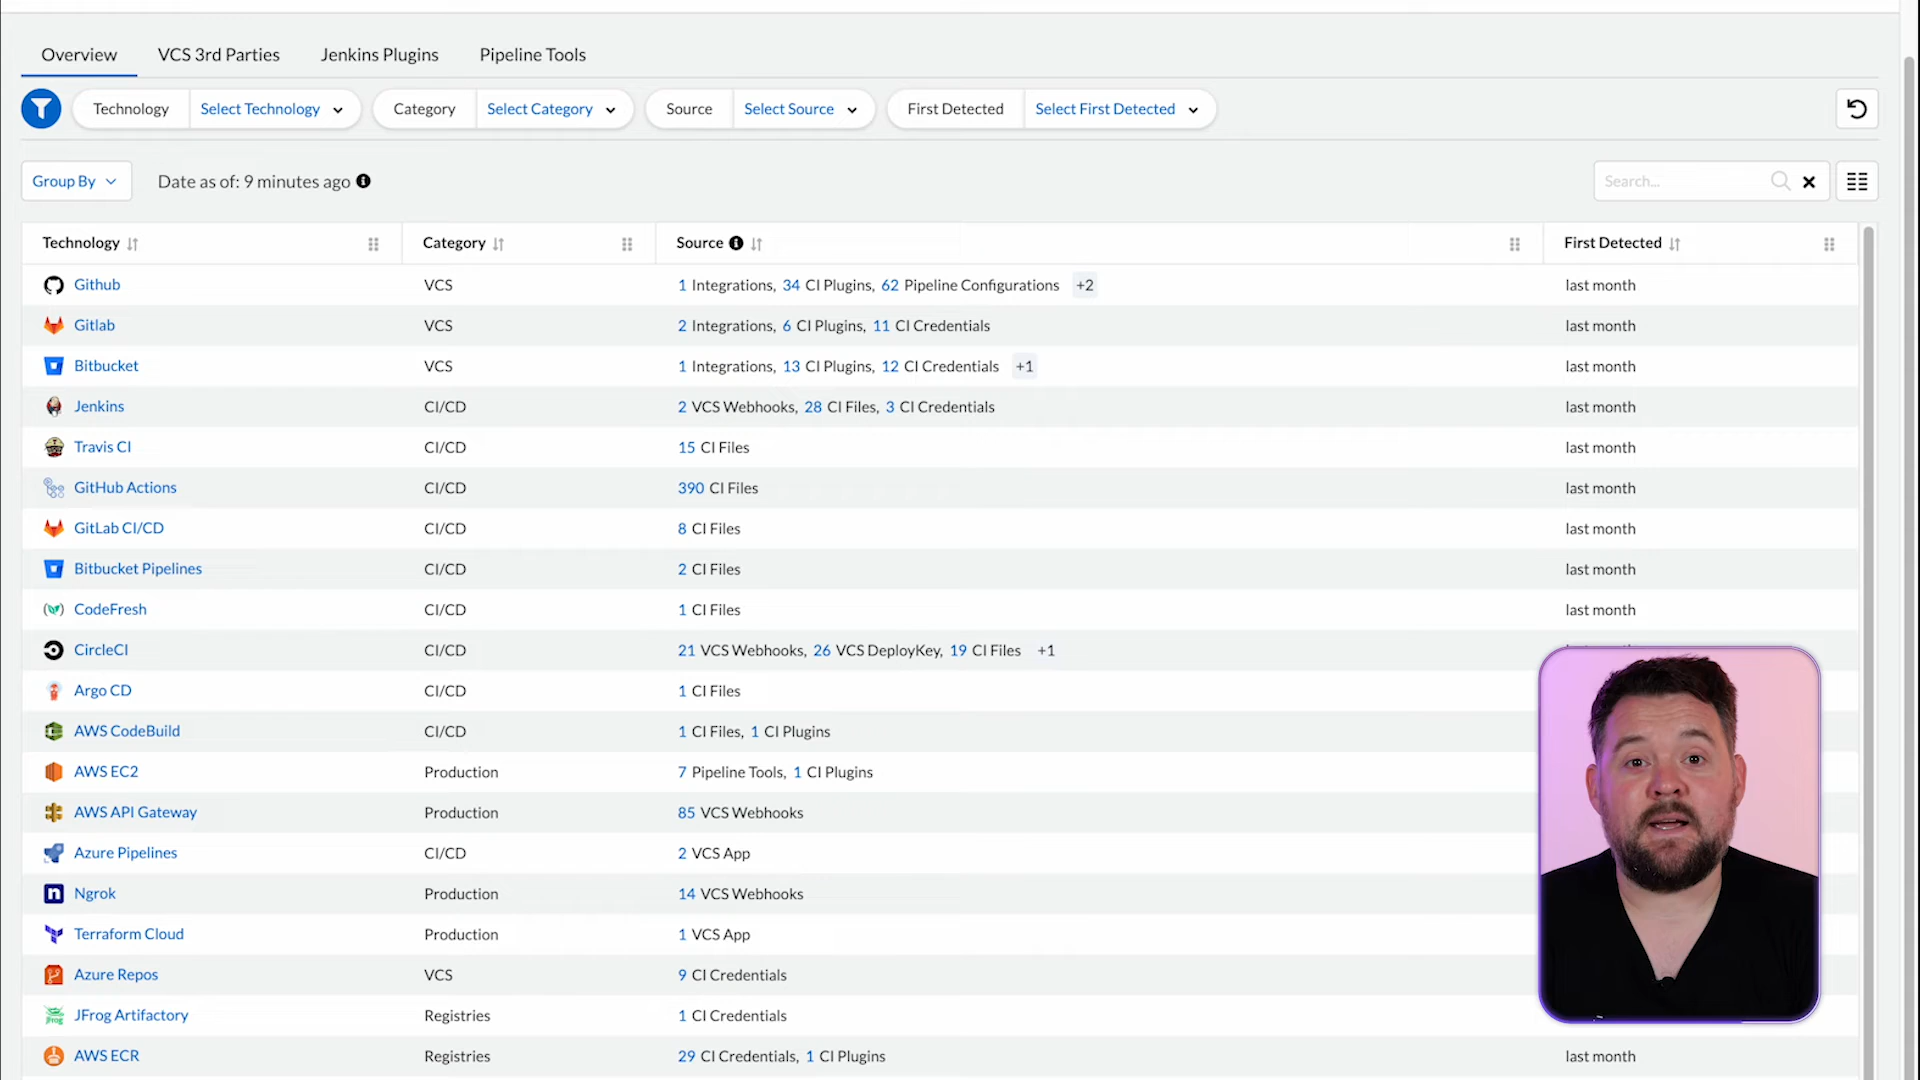 Overview VCS 3rd Parties Jenkins Plugins Pipeline Tools
Technology Select Technology Category Select Category Source Select Source First Detected Select First Detected
Group By Date as of: 9 minutes ago Search...
Technology Category Source First Detected
Github VCS 1 Integrations, 34 CI Plugins, 62 Pipeline Configurations +2 last month
Gitlab VCS 2 Integrations, 6 CI Plugins, 11 CI Credentials last month
Bitbucket VCS 1 Integrations, 13 CI Plugins, 12 CI Credentials +1 last month
Jenkins CI/CD 2 VCS Webhooks, 28 CI Files, 3 CI Credentials last month
Travis CI CI/CD 15 CI Files last month
GitHub Actions CI/CD 390 CI Files last month
GitLab CI/CD CI/CD 8 CI Files last month
Bitbucket Pipelines CI/CD 2 CI Files last month
CodeFresh CI/CD 1 CI Files last month
CircleCI CI/CD 21 VCS Webhooks, 26 VCS DeployKey, 19 CI Files +1
Argo CD CI/CD 1 CI Files
AWS CodeBuild CI/CD 1 CI Files, 1 CI Plugins
AWS EC2 Production 7 Pipeline Tools, 1 CI Plugins
AWS API Gateway Production 85 VCS Webhooks
Azure Pipelines CI/CD 2 VCS App
Ngrok Production 14 VCS Webhooks
Terraform Cloud Production 1 VCS App
Azure Repos VCS 9 CI Credentials
JFrog Artifactory Registries 1 CI Credentials
AWS ECR Registries 29 CI Credentials, 1 CI Plugins last month